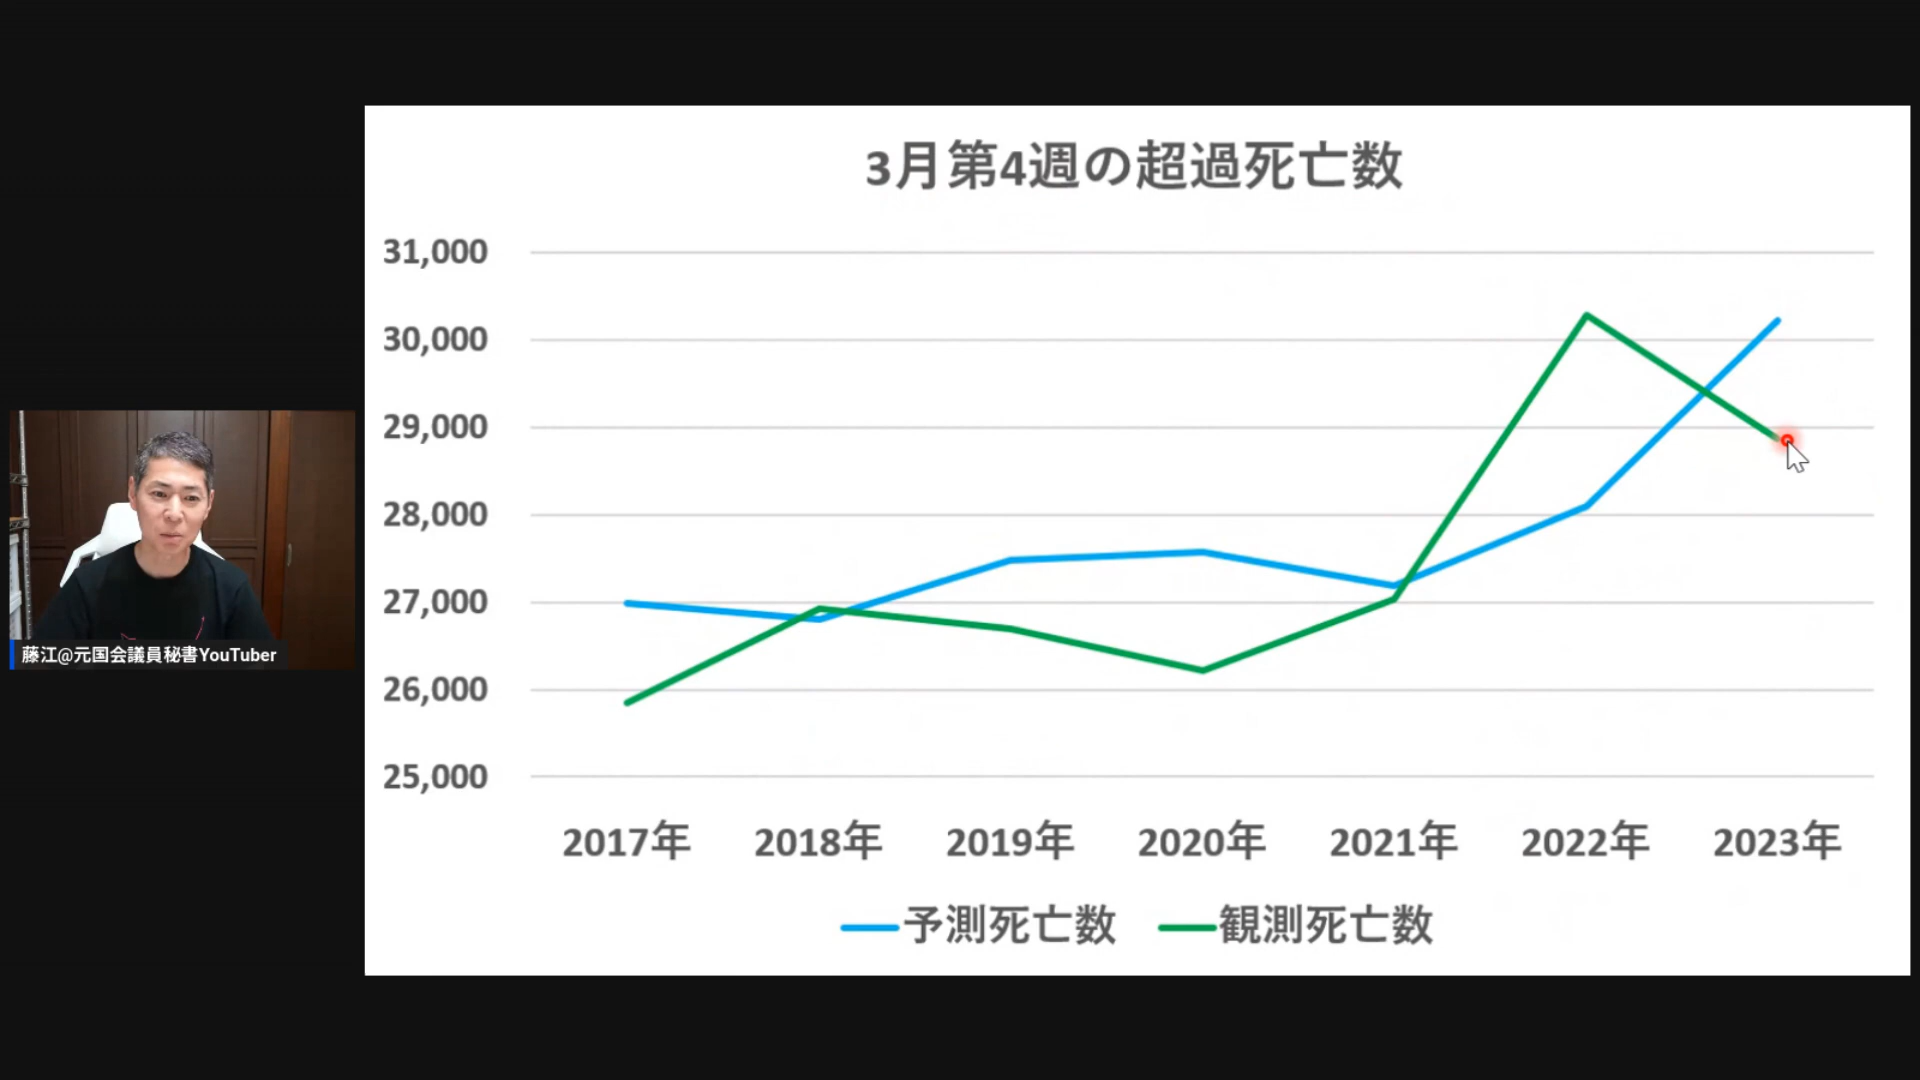 3月第4週の超過死亡数
31,000
30,000
29,000
28,000
27,000
26,000
25,000
2017年 2018年 2019年 2020年 2021年 2022年 2023年
予測死亡数 観測死亡数
藤江@元国会議員秘書YouTuber